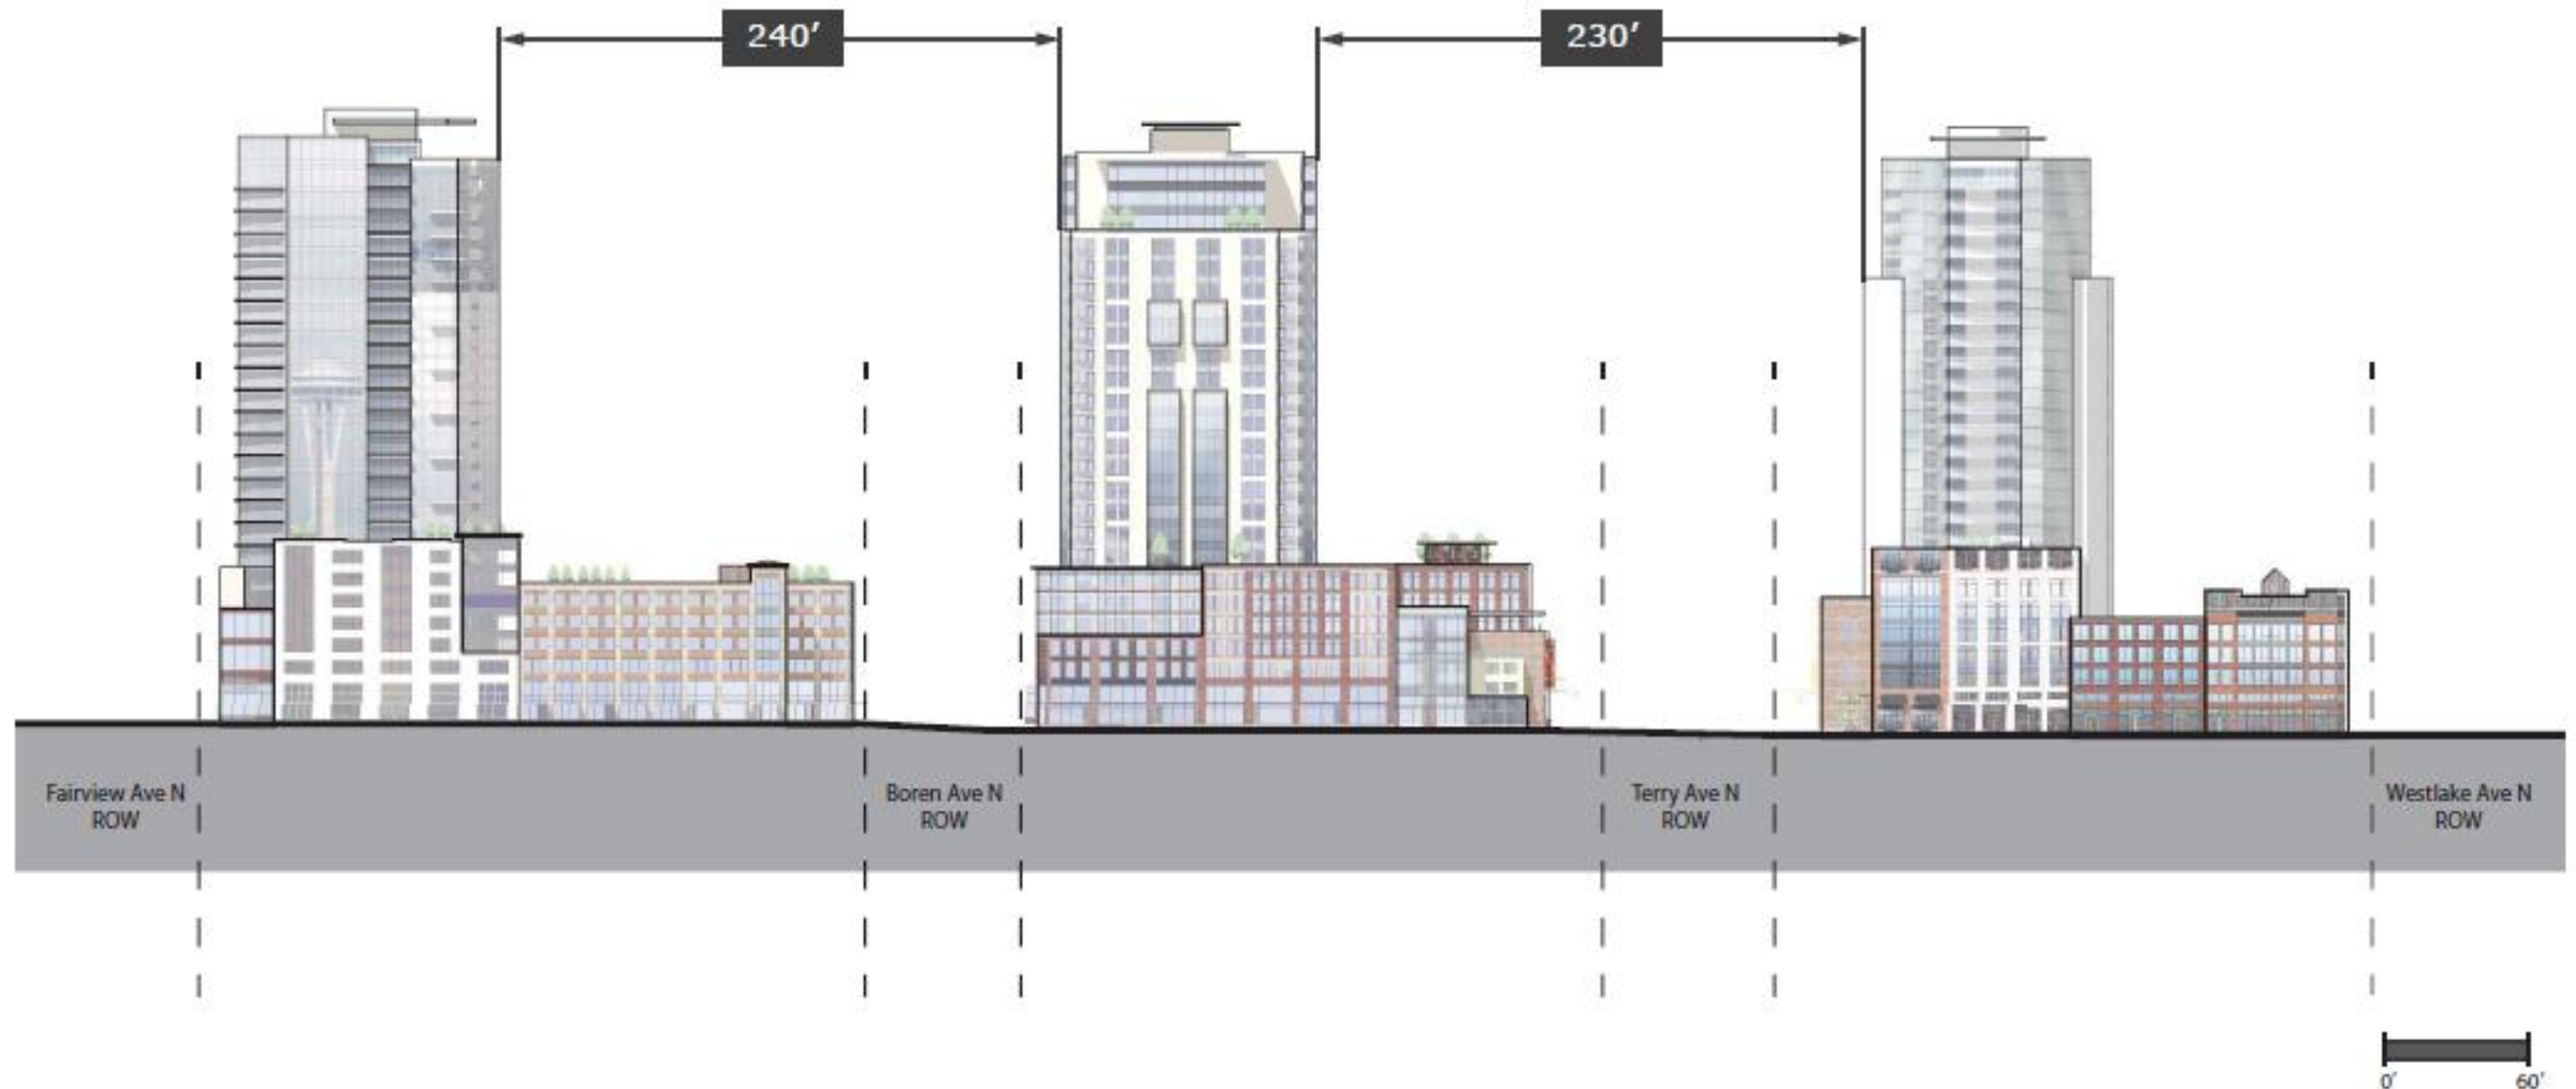 240′
230′
Fairview Ave N
ROW
Boren Ave N
ROW
Terry Ave N
ROW
Westlake Ave N
ROW
0′
60′